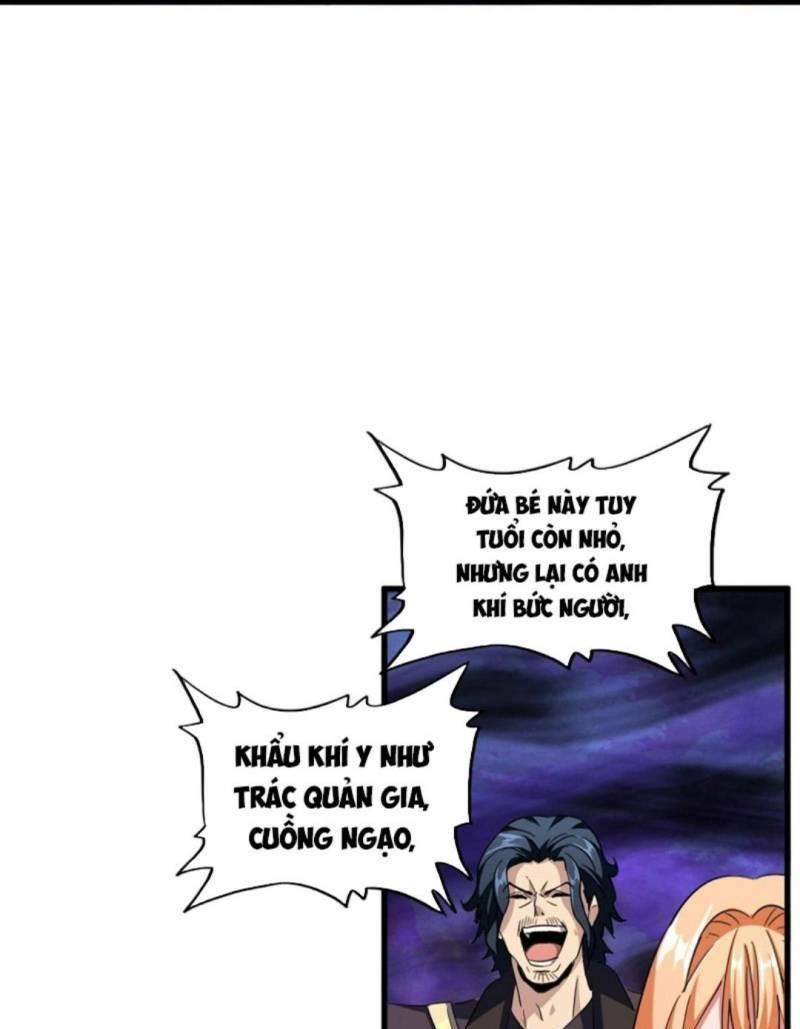 ĐỨA BÉ NÀY TUY
TUỔI CÒN NHỎ,
NHƯNG LẠI CÓ ANH
KHÍ BỨC NGƯỜI,
KHẨU KHÍ Y NHƯ
TRÁC QUẢN GIA,
CUỒNG NGẠO,